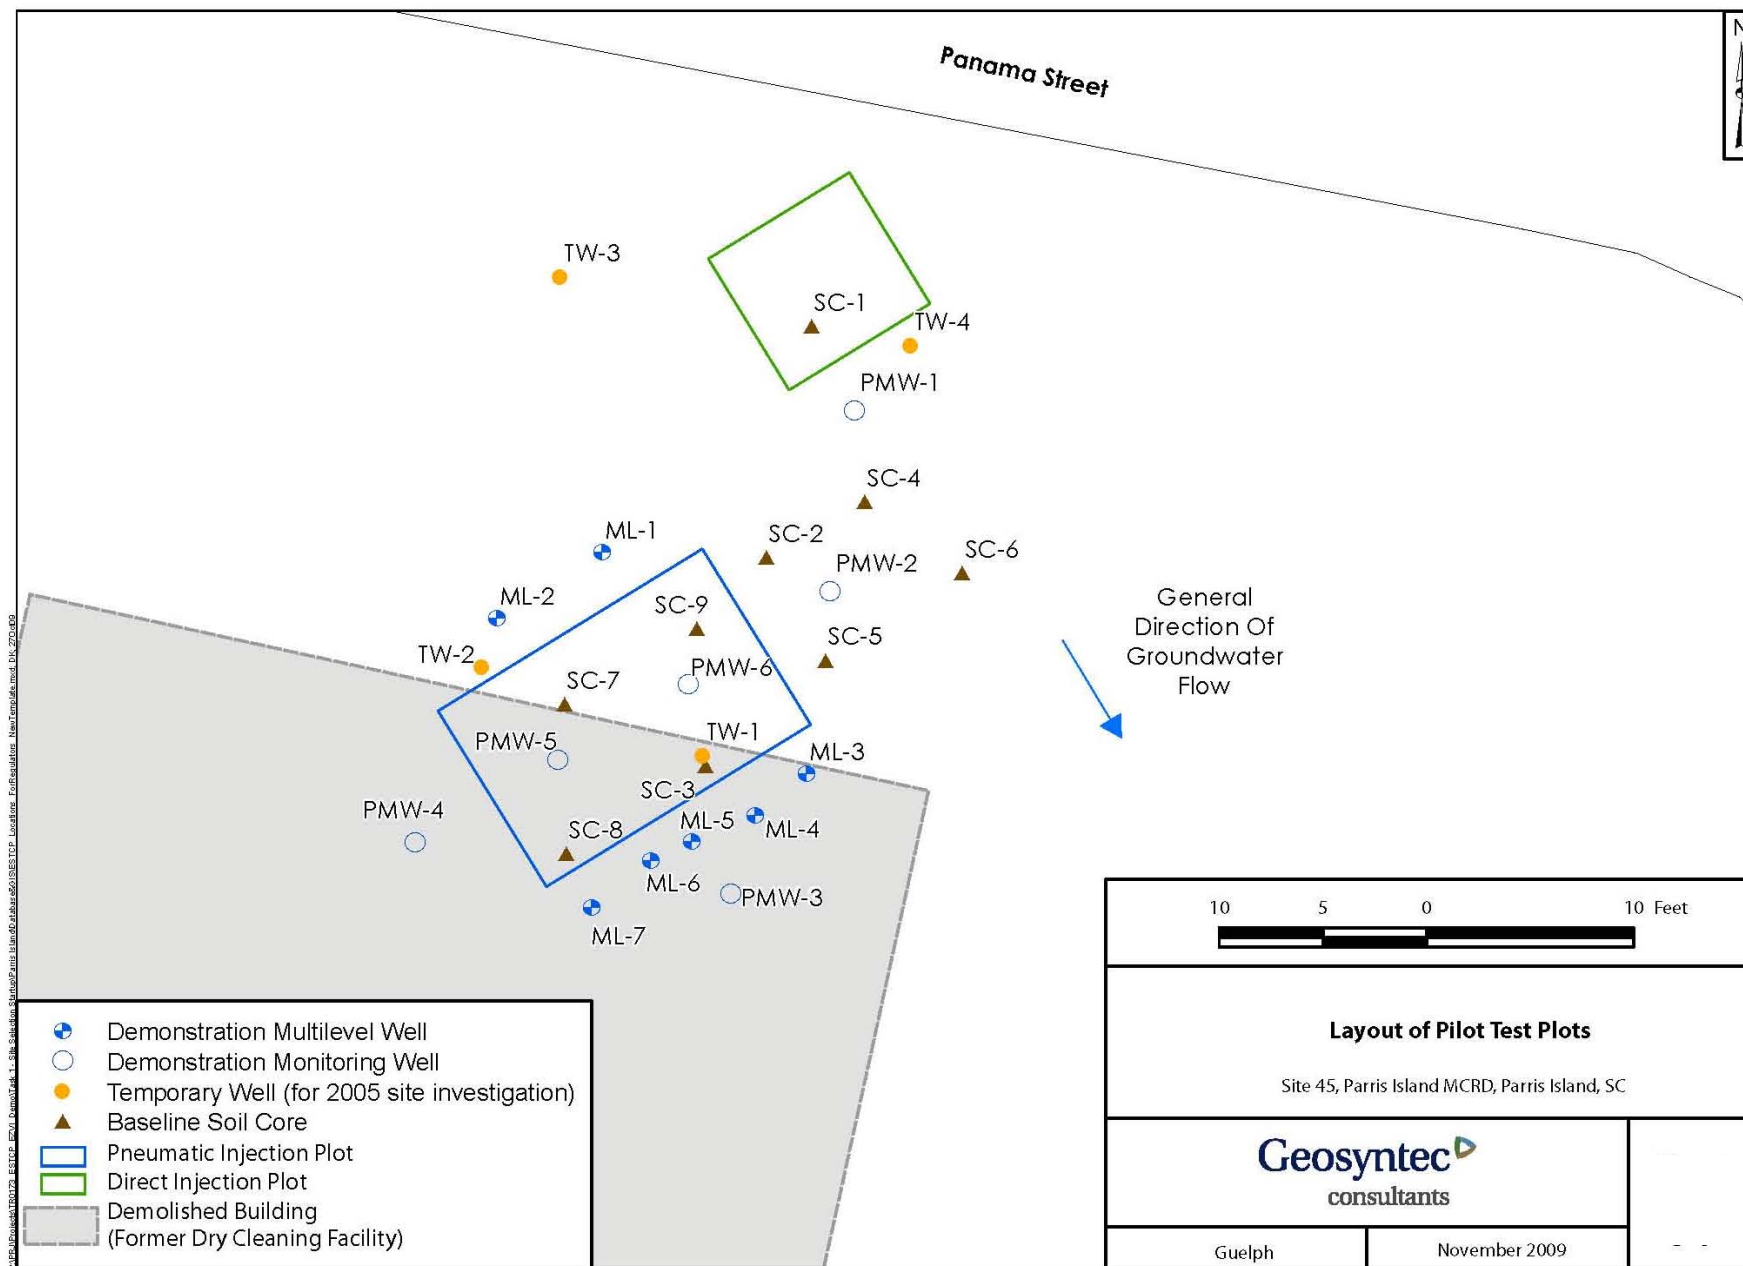 Panama Street
N
TW-3
SC-1
TW-4
PMW-1
SC-4
ML-1
SC-2
PMW-2
SC-6
ML-2
SC-9
SC-5
TW-2
PMW-6
SC-7
General
Direction Of
Groundwater
Flow
TW-1
PMW-5
ML-3
SC-3
PMW-4
ML-5
ML-4
SC-8
ML-6
PMW-3
ML-7
Demonstration Multilevel Well
Demonstration Monitoring Well
Temporary Well (for 2005 site investigation)
Baseline Soil Core
Pneumatic Injection Plot
Direct Injection Plot
Demolished Building
(Former Dry Cleaning Facility)
10 5 0 10 Feet
Layout of Pilot Test Plots
Site 45, Parris Island MCRD, Parris Island, SC
Geosyntec
consultants
Guelph
November 2009